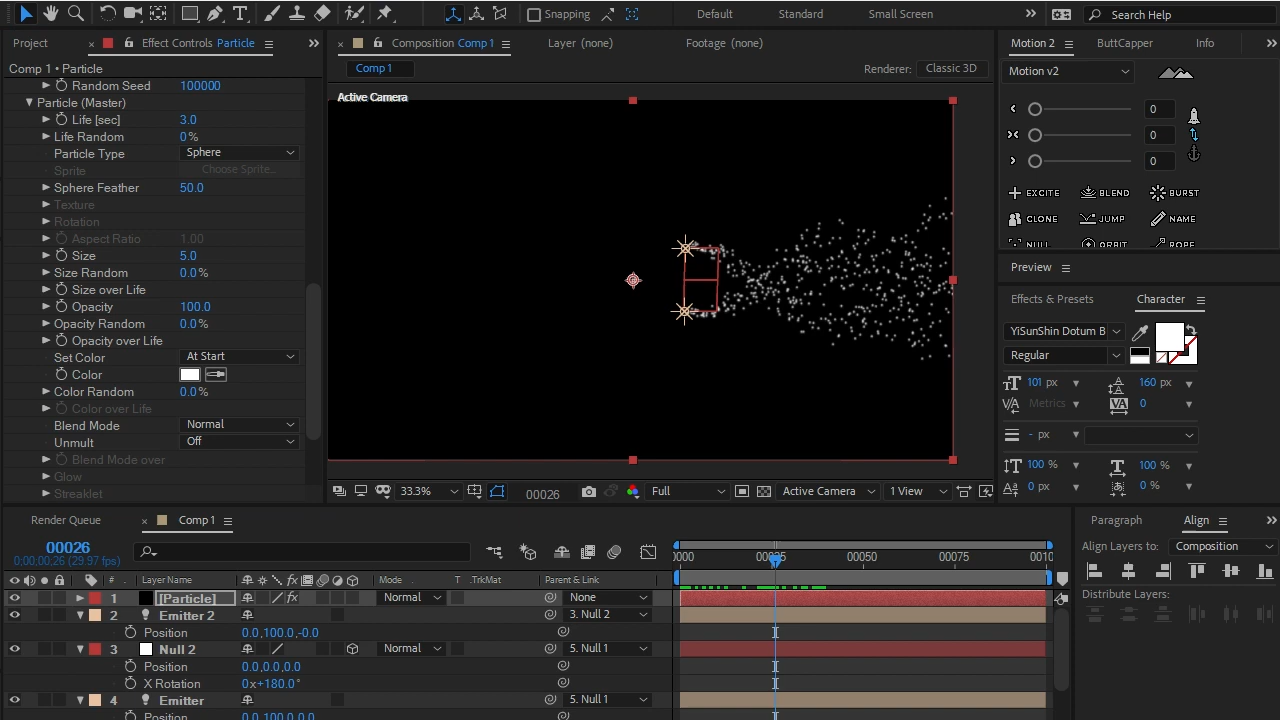 Snapping
Default
Standard
Small Screen
Search Help
Project
Effect Controls Particle
Composition Comp 1
Layer (none)
Footage (none)
Motion 2
ButtCapper
Info
Comp 1 • Particle
Comp 1
Renderer:
Classic 3D
Motion v2
Active Camera
Random Seed 100000
Particle (Master)
Life [sec] 3.0
Life Random 0%
Particle Type Sphere
Sprite Choose Sprite...
Sphere Feather 50.0
Texture
Rotation
Aspect Ratio 1.00
Size 5.0
Size Random 0.0%
Size over Life
Opacity 100.0
Opacity Random 0.0%
Opacity over Life
Set Color At Start
Color
Color Random 0.0%
Color over Life
Blend Mode Normal
Unmult Off
Blend Mode over
Glow
Streaklet
0
0
0
EXCITE BLEND BURST
CLONE JUMP NAME
NULL ORBIT ROPE
Preview
Effects & Presets
Character
YiSunShin Dotum B
Regular
101 px
160 px
Metrics
0
- px
100 %
100 %
0 px
0 %
33.3%
00026
Full
Active Camera
1 View
Render Queue
Comp 1
00026
0:00:00:26 (29.97 fps)
# Layer Name
Mode
T .TrkMat
Parent & Link
0000
00050
00075
0010
1 [Particle] Normal None
2 Emitter 2 3. Null 2
Position 0.0,100.0,-0.0
3 Null 2 Normal 5. Null 1
Position 0.0,0.0,0.0
X Rotation 0x+180.0°
4 Emitter 5. Null 1
Position 0.0,100.0,0.0
Paragraph
Align
Align Layers to: Composition
Distribute Layers: